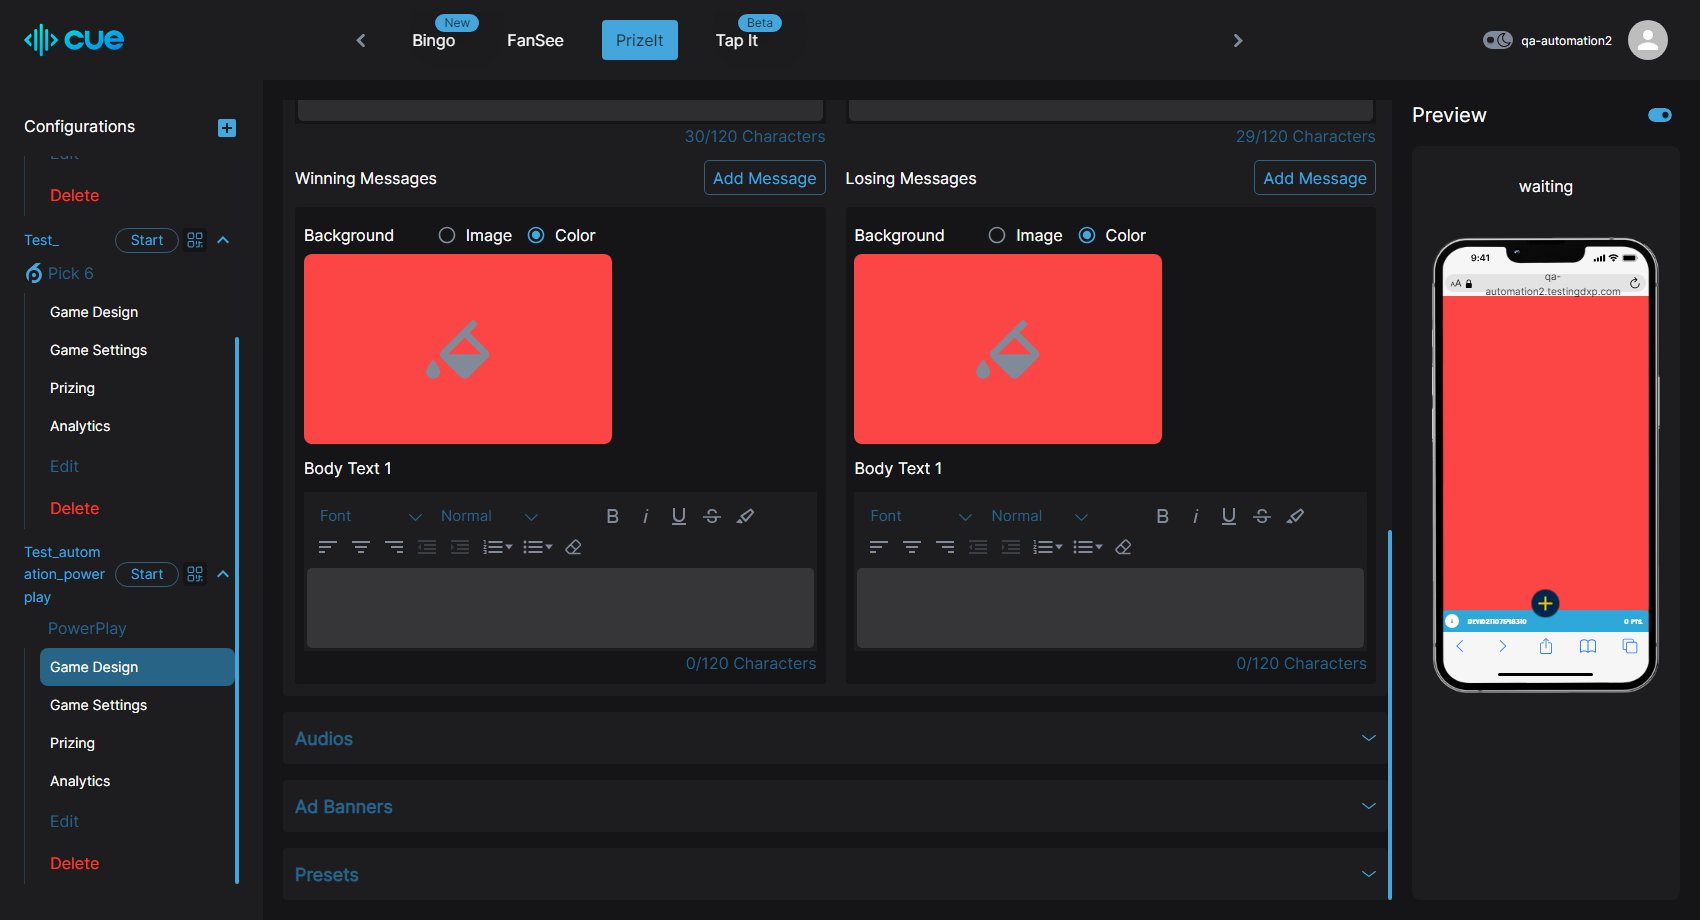 cue
New
Bingo
FanSee
PrizeIt
Beta
Tap It
qa-automation2
Configurations
Edit
Delete
Test_
Start
Pick 6
Game Design
Game Settings
Prizing
Analytics
Edit
Delete
Test_autom
ation_power
play
Start
PowerPlay
Game Design
Game Settings
Prizing
Analytics
Edit
Delete
30/120 Characters
29/120 Characters
Winning Messages
Add Message
Losing Messages
Add Message
Background
Image
Color
Background
Image
Color
Body Text 1
Body Text 1
Font
Normal
B
i
U
S
Font
Normal
B
i
U
S
0/120 Characters
0/120 Characters
Audios
Ad Banners
Presets
Preview
waiting
9:41
AA
qa-
automation2.testingdxp.com
0 PTS.